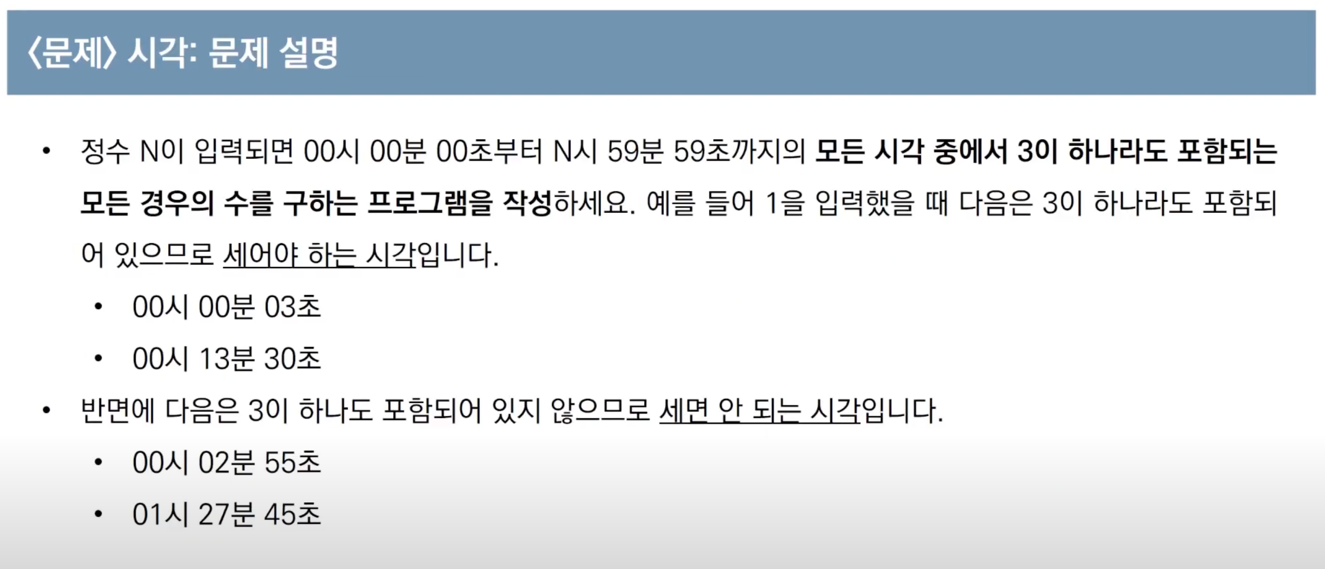 <문제> 시각: 문제 설명
• 정수 N이 입력되면 00시 00분 00초부터 N시 59분 59초까지의 모든 시각 중에서 3이 하나라도 포함되는
모든 경우의 수를 구하는 프로그램을 작성하세요. 예를 들어 1을 입력했을 때 다음은 3이 하나라도 포함되
어 있으므로 세어야 하는 시각입니다.
• 00시 00분 03초
• 00시 13분 30초
• 반면에 다음은 3이 하나도 포함되어 있지 않으므로 세면 안 되는 시각입니다.
• 00시 02분 55초
• 01시 27분 45초